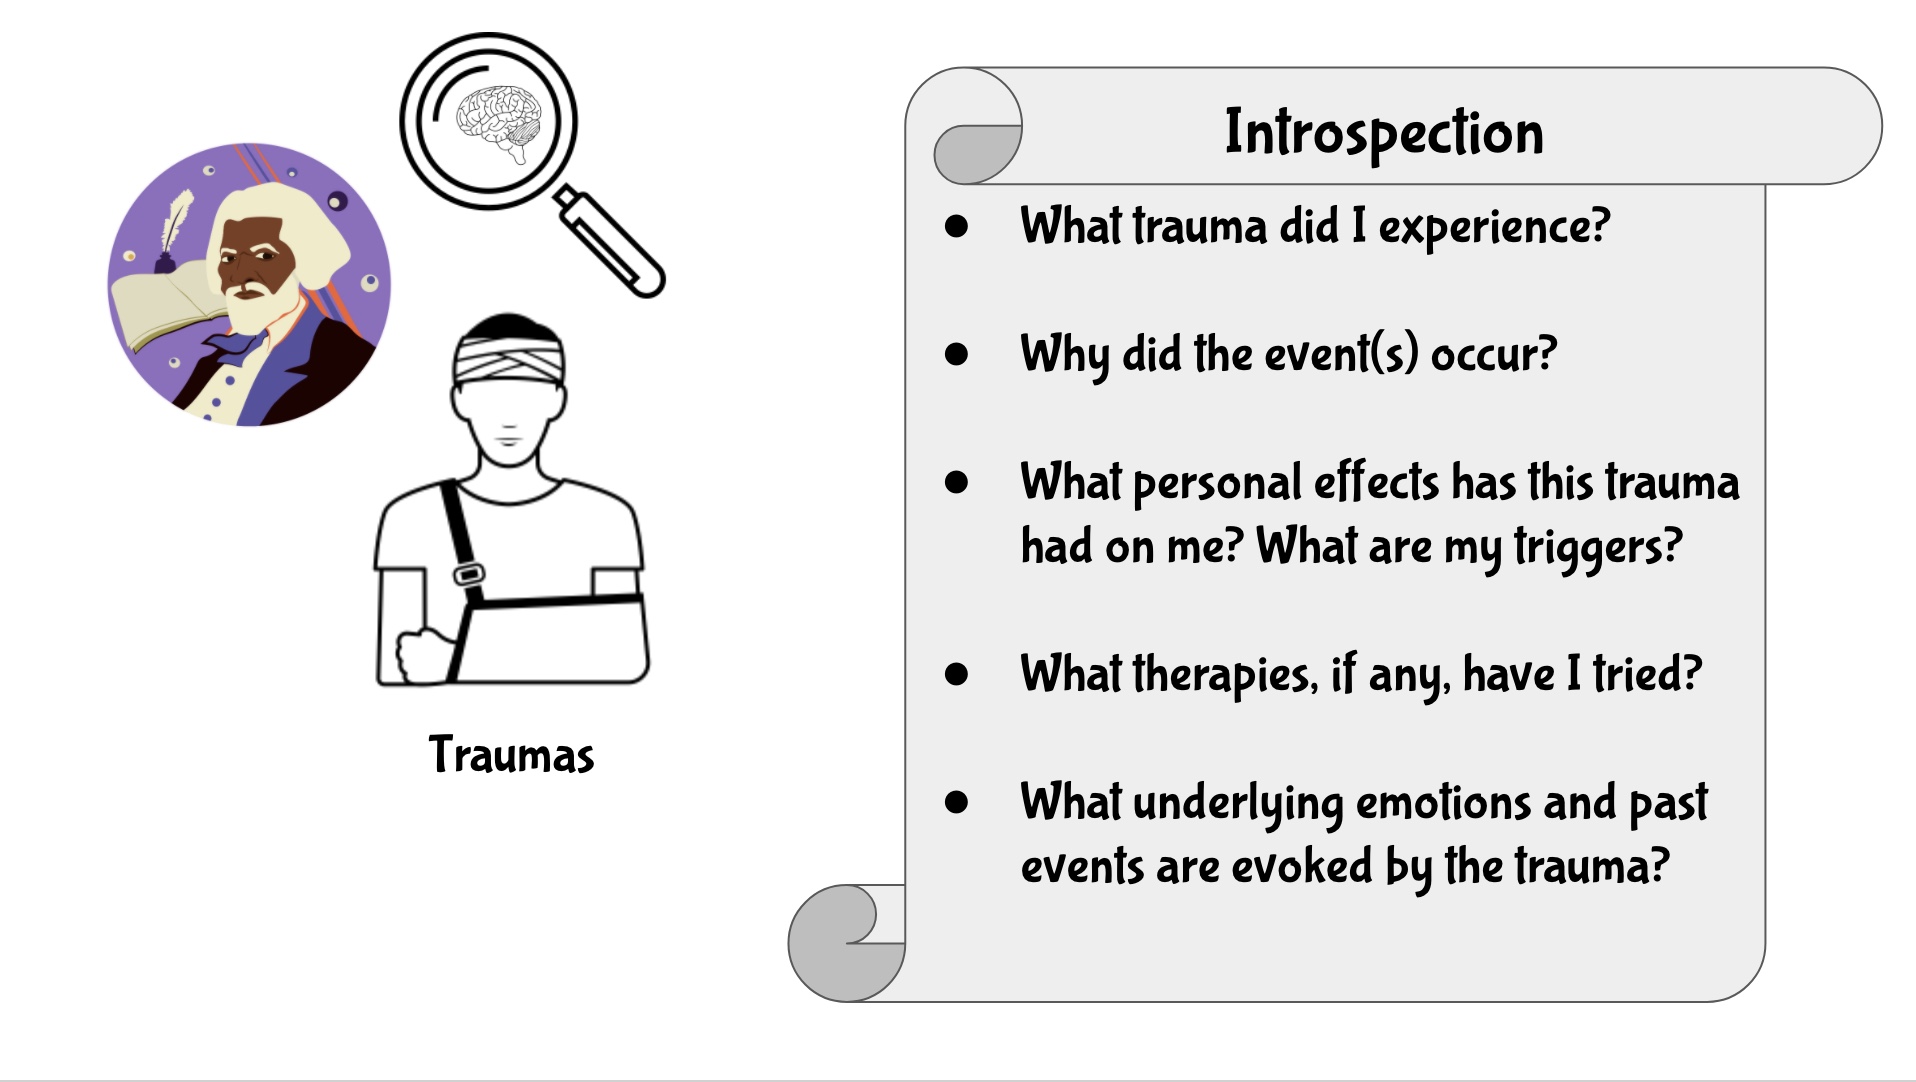 Introspection
● What trauma did I experience?
● Why did the event(s) occur?
● What personal effects has this trauma
had on me? What are my triggers?
● What therapies, if any, have I tried?
● What underlying emotions and past
events are evoked by the trauma?
Traumas